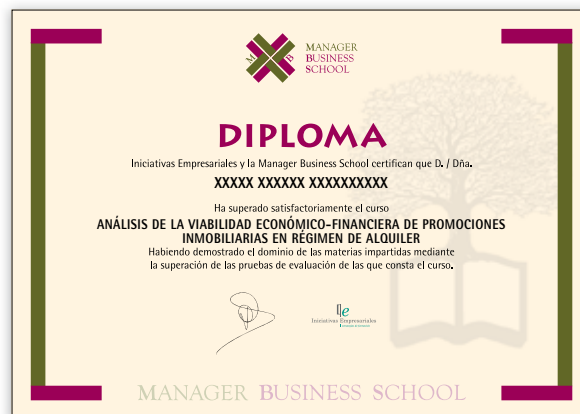 M B
MANAGER
BUSINESS
SCHOOL
DIPLOMA
Iniciativas Empresariales y la Manager Business School certifican que D. / Dña.
XXXXX XXXXXX XXXXXXXXXX
Ha superado satisfactoriamente el curso
ANÁLISIS DE LA VIABILIDAD ECONÓMICO-FINANCIERA DE PROMOCIONES
INMOBILIARIAS EN RÉGIMEN DE ALQUILER
Habiendo demostrado el dominio de las materias impartidas mediante
la superación de las pruebas de evaluación de las que consta el curso.
Iniciativas Empresariales
MANAGER BUSINESS SCHOOL